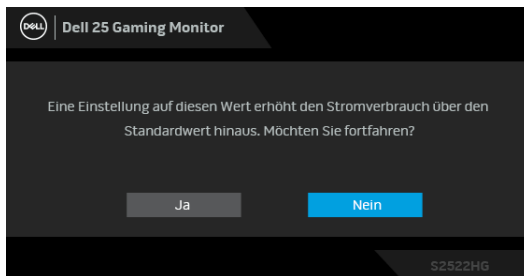 DELL
Dell 25 Gaming Monitor
Eine Einstellung auf diesen Wert erhöht den Stromverbrauch über den
Standardwert hinaus. Möchten Sie fortfahren?
Ja
Nein
S2522HG